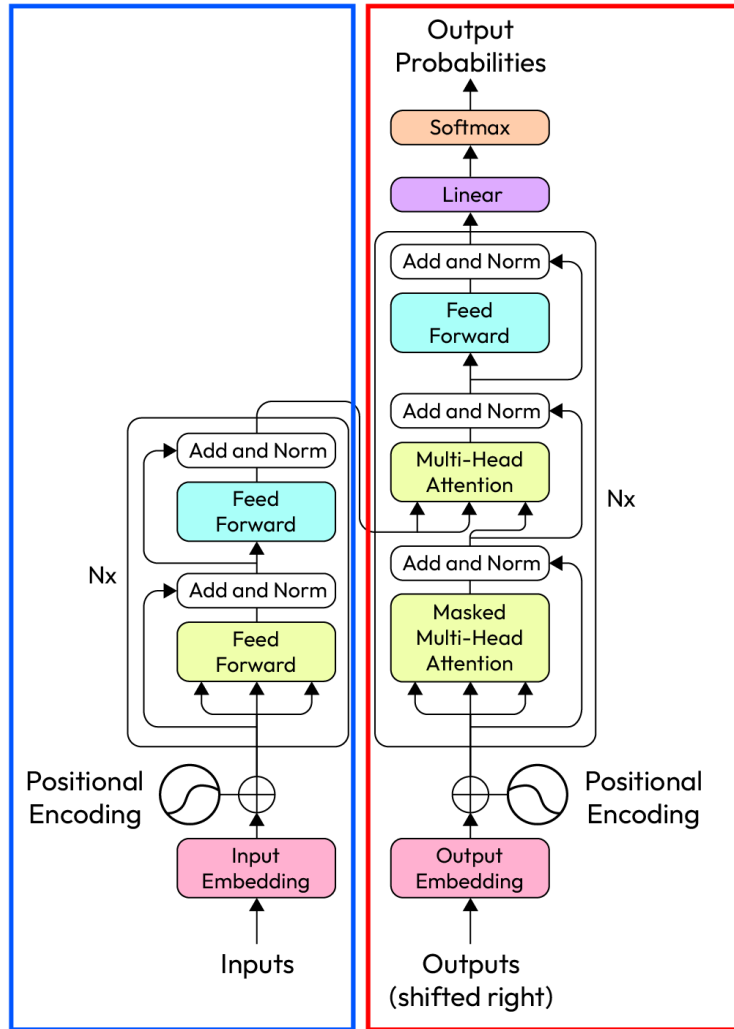 Output
Probabilities
Softmax
Linear
Add and Norm
Feed
Forward
Add and Norm
Multi-Head
Attention
Nx
Add and Norm
Masked
Multi-Head
Attention
Positional
Encoding
Output
Embedding
Outputs
(shifted right)
Add and Norm
Feed
Forward
Nx
Add and Norm
Feed
Forward
Positional
Encoding
Input
Embedding
Inputs